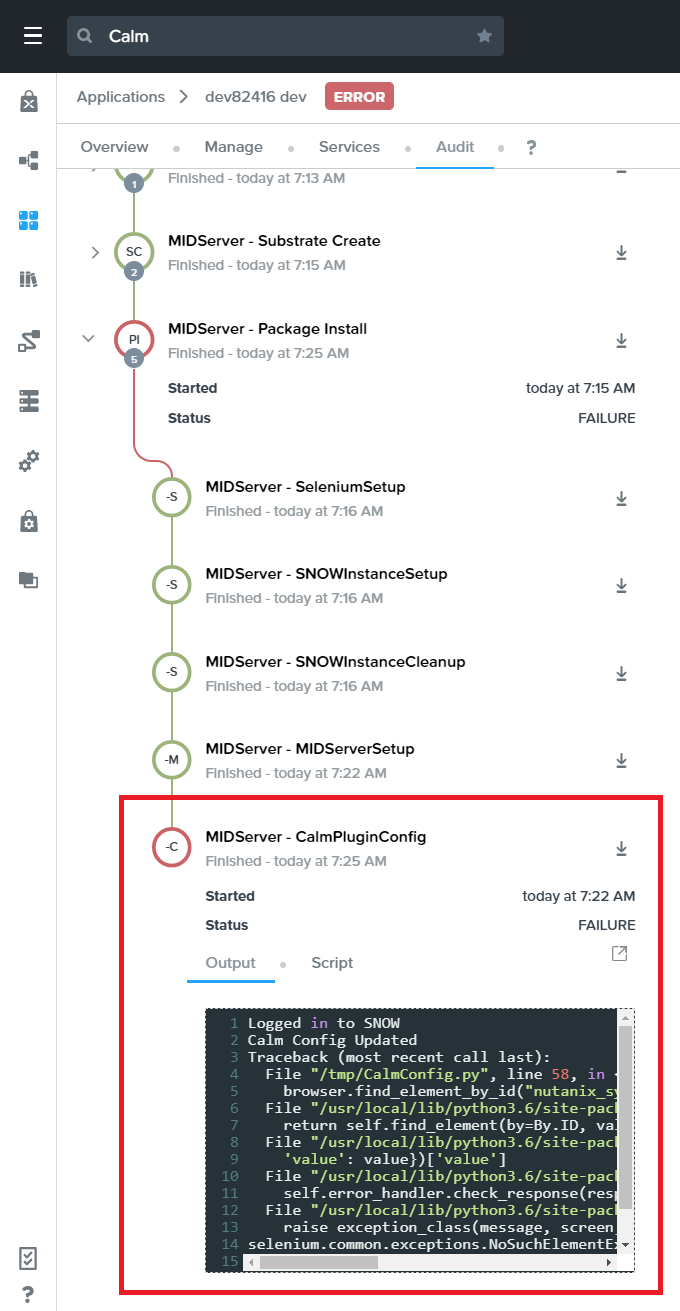 Calm
Applications
dev82416 dev
ERROR
Overview
Manage
Services
Audit
?
1
Finished - today at 7:13 AM
SC
2
MIDServer - Substrate Create
Finished - today at 7:15 AM
PI
5
MIDServer - Package Install
Finished - today at 7:25 AM
Started today at 7:15 AM
Status FAILURE
-S
MIDServer - SeleniumSetup
Finished - today at 7:16 AM
-S
MIDServer - SNOWInstanceSetup
Finished - today at 7:16 AM
-S
MIDServer - SNOWInstanceCleanup
Finished - today at 7:16 AM
-M
MIDServer - MIDServerSetup
Finished - today at 7:22 AM
-C
MIDServer - CalmPluginConfig
Finished - today at 7:25 AM
Started today at 7:22 AM
Status FAILURE
Output
Script
1 Logged in to SNOW
2 Calm Config Updated
3 Traceback (most recent call last):
4 File "/tmp/CalmConfig.py", line 58, in <
5 browser.find_element_by_id("nutanix_sy
6 File "/usr/local/lib/python3.6/site-pac
7 return self.find_element(by=By.ID, val
8 File "/usr/local/lib/python3.6/site-pac
9 'value': value})['value']
10 File "/usr/local/lib/python3.6/site-pac
11 self.error_handler.check_response(resp
12 File "/usr/local/lib/python3.6/site-pac
13 raise exception_class(message, screen
14 selenium.common.exceptions.NoSuchElementEx
15
?